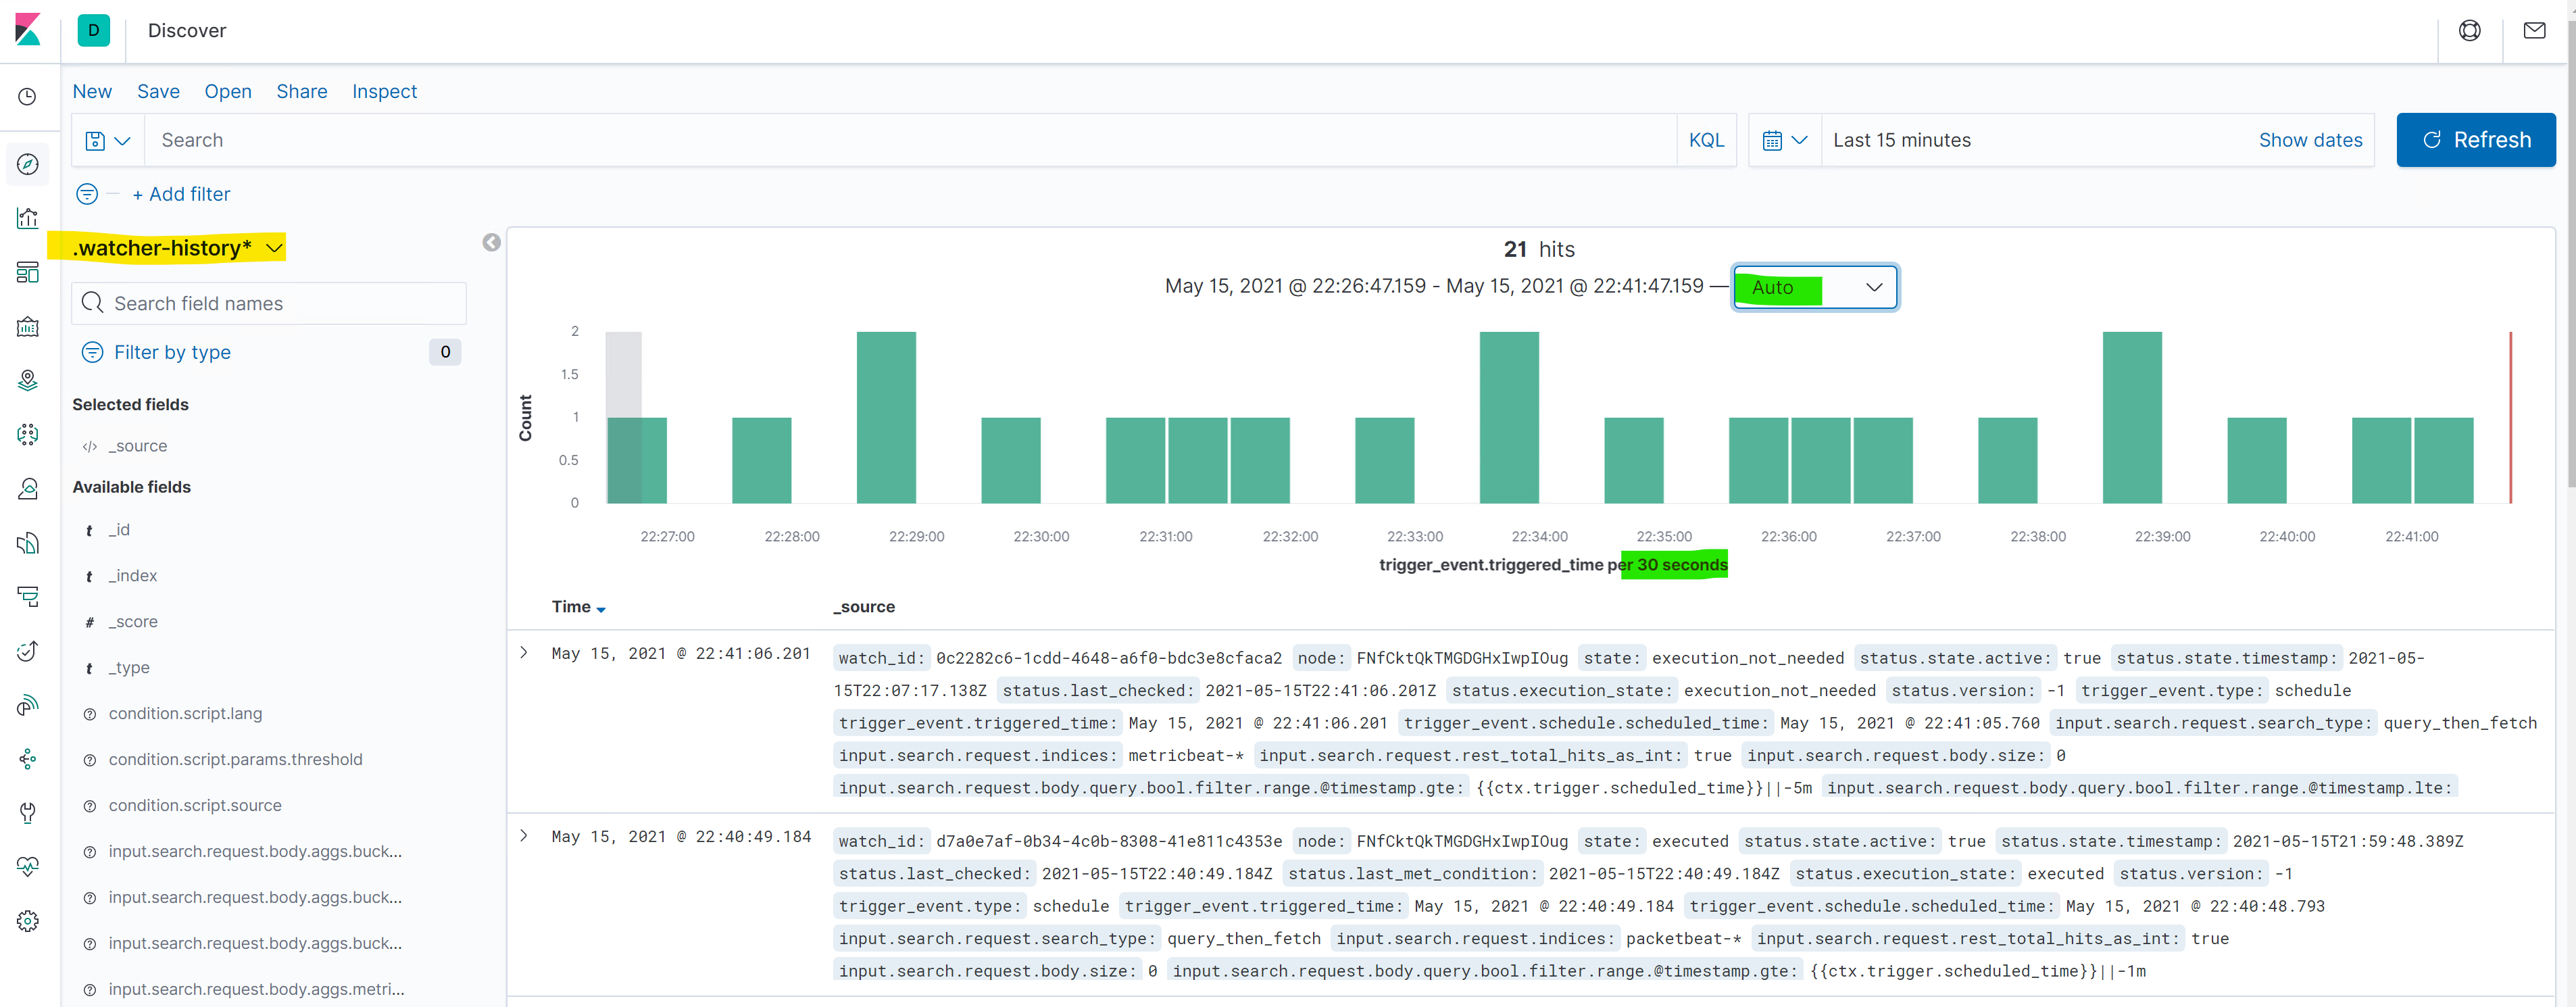 D Discover
New Save Open Share Inspect
Search KQL Last 15 minutes Show dates Refresh
+ Add filter
.watcher-history*
Search field names
Filter by type 0
Selected fields
_source
Available fields
t _id
t _index
# _score
t _type
condition.script.lang
condition.script.params.threshold
condition.script.source
input.search.request.body.aggs.buck...
input.search.request.body.aggs.buck...
input.search.request.body.aggs.buck...
input.search.request.body.aggs.metri...
21 hits
May 15, 2021 @ 22:26:47.159 - May 15, 2021 @ 22:41:47.159 — Auto
Count
2
1.5
1
0.5
0
22:27:00 22:28:00 22:29:00 22:30:00 22:31:00 22:32:00 22:33:00 22:34:00 22:35:00 22:36:00 22:37:00 22:38:00 22:39:00 22:40:00 22:41:00
trigger_event.triggered_time per 30 seconds
Time _source
May 15, 2021 @ 22:41:06.201
watch_id: 0c2282c6-1cdd-4648-a6f0-bdc3e8cfaca2 node: FNfCktQkTMGDGHxIwpIOug state: execution_not_needed status.state.active: true status.state.timestamp: 2021-05-
15T22:07:17.138Z status.last_checked: 2021-05-15T22:41:06.201Z status.execution_state: execution_not_needed status.version: -1 trigger_event.type: schedule
trigger_event.triggered_time: May 15, 2021 @ 22:41:06.201 trigger_event.schedule.scheduled_time: May 15, 2021 @ 22:41:05.760 input.search.request.search_type: query_then_fetch
input.search.request.indices: metricbeat-* input.search.request.rest_total_hits_as_int: true input.search.request.body.size: 0
input.search.request.body.query.bool.filter.range.@timestamp.gte: {{ctx.trigger.scheduled_time}}||-5m input.search.request.body.query.bool.filter.range.@timestamp.lte:
May 15, 2021 @ 22:40:49.184
watch_id: d7a0e7af-0b34-4c0b-8308-41e811c4353e node: FNfCktQkTMGDGHxIwpIOug state: executed status.state.active: true status.state.timestamp: 2021-05-15T21:59:48.389Z
status.last_checked: 2021-05-15T22:40:49.184Z status.last_met_condition: 2021-05-15T22:40:49.184Z status.execution_state: executed status.version: -1
trigger_event.type: schedule trigger_event.triggered_time: May 15, 2021 @ 22:40:49.184 trigger_event.schedule.scheduled_time: May 15, 2021 @ 22:40:48.793
input.search.request.search_type: query_then_fetch input.search.request.indices: packetbeat-* input.search.request.rest_total_hits_as_int: true
input.search.request.body.size: 0 input.search.request.body.query.bool.filter.range.@timestamp.gte: {{ctx.trigger.scheduled_time}}||-1m